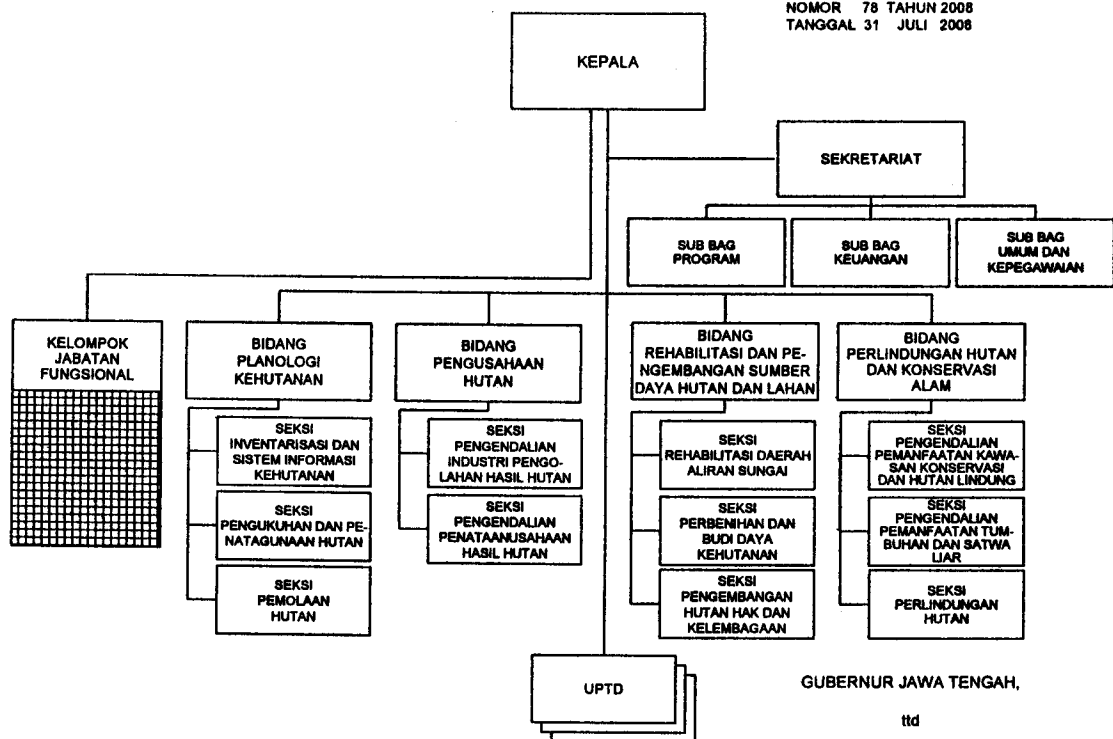 NOMOR 78 TAHUN 2008
TANGGAL 31 JULI 2008
KEPALA
SEKRETARIAT
SUB BAG
PROGRAM
SUB BAG
KEUANGAN
SUB BAG
UMUM DAN
KEPEGAWAIAN
KELOMPOK
JABATAN
FUNGSIONAL
BIDANG
PLANOLOGI
KEHUTANAN
BIDANG
PENGUSAHAAN
HUTAN
BIDANG
REHABILITASI DAN PE-
NGEMBANGAN SUMBER
DAYA HUTAN DAN LAHAN
BIDANG
PERLINDUNGAN HUTAN
DAN KONSERVASI
ALAM
SEKSI
INVENTARISASI DAN
SISTEM INFORMASI
KEHUTANAN
SEKSI
PENGUKUHAN DAN PE-
NATAGUNAAN HUTAN
SEKSI
PEMOLAAN
HUTAN
SEKSI
PENGENDALIAN
INDUSTRI PENGO-
LAHAN HASIL HUTAN
SEKSI
PENGENDALIAN
PENATAANUSAHAAN
HASIL HUTAN
SEKSI
REHABILITASI DAERAH
ALIRAN SUNGAI
SEKSI
PERBENIHAN DAN
BUDI DAYA
KEHUTANAN
SEKSI
PENGEMBANGAN
HUTAN HAK DAN
KELEMBAGAAN
SEKSI
PENGENDALIAN
PEMANFAATAN KAWA-
SAN KONSERVASI
DAN HUTAN LINDUNG
SEKSI
PENGENDALIAN
PEMANFAATAN TUM-
BUHAN DAN SATWA
LIAR
SEKSI
PERLINDUNGAN
HUTAN
UPTD
GUBERNUR JAWA TENGAH,
ttd